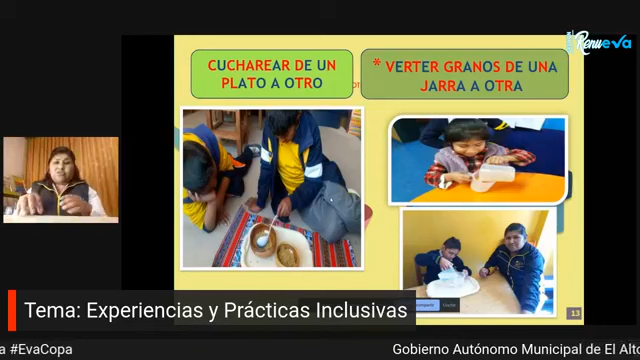 Renueva
CUCHAREAR DE UN
PLATO A OTRO
* VERTER GRANOS DE UNA
JARRA A OTRA
13
Tema: Experiencias y Prácticas Inclusivas
a #EvaCopa
Gobierno Autónomo Municipal de El Alto